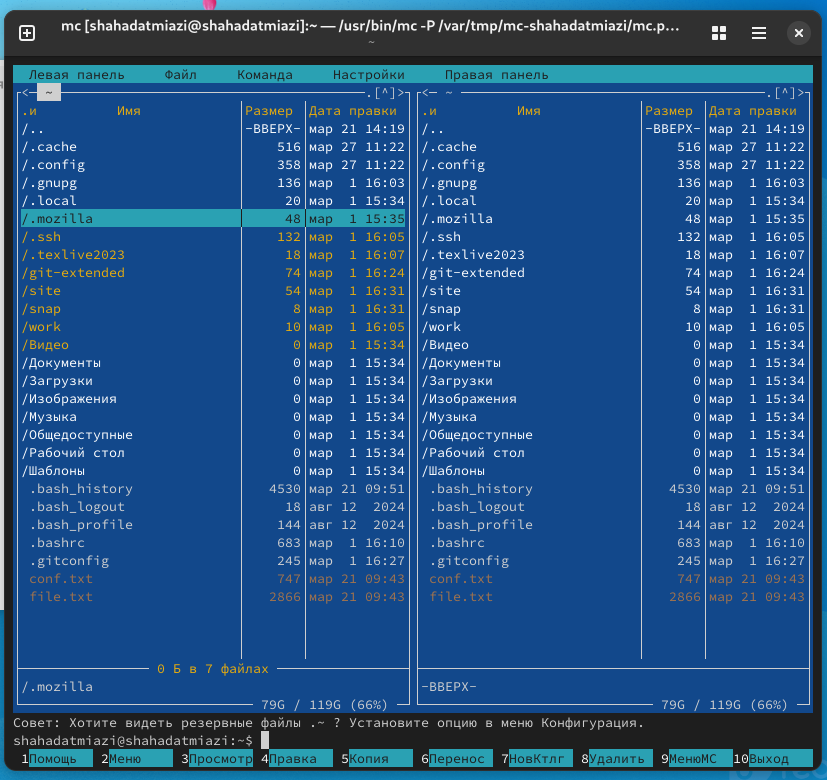 mc [shahadatmiazi@shahadatmiazi]:~ — /usr/bin/mc -P /var/tmp/mc-shahadatmiazi/mc.p…
~
Левая панель Файл Команда Настройки Правая панель
<— ~ .[^]> <— ~ .[^]>
.и Имя Размер Дата правки .и Имя Размер Дата правки
/.. -ВВЕРХ- мар 21 14:19 /.. -ВВЕРХ- мар 21 14:19
/.cache 516 мар 27 11:22 /.cache 516 мар 27 11:22
/.config 358 мар 27 11:22 /.config 358 мар 27 11:22
/.gnupg 136 мар 1 16:03 /.gnupg 136 мар 1 16:03
/.local 20 мар 1 15:34 /.local 20 мар 1 15:34
/.mozilla 48 мар 1 15:35 /.mozilla 48 мар 1 15:35
/.ssh 132 мар 1 16:05 /.ssh 132 мар 1 16:05
/.texlive2023 18 мар 1 16:07 /.texlive2023 18 мар 1 16:07
/git-extended 74 мар 1 16:24 /git-extended 74 мар 1 16:24
/site 54 мар 1 16:31 /site 54 мар 1 16:31
/snap 8 мар 1 16:31 /snap 8 мар 1 16:31
/work 10 мар 1 16:05 /work 10 мар 1 16:05
/Видео 0 мар 1 15:34 /Видео 0 мар 1 15:34
/Документы 0 мар 1 15:34 /Документы 0 мар 1 15:34
/Загрузки 0 мар 1 15:34 /Загрузки 0 мар 1 15:34
/Изображения 0 мар 1 15:34 /Изображения 0 мар 1 15:34
/Музыка 0 мар 1 15:34 /Музыка 0 мар 1 15:34
/Общедоступные 0 мар 1 15:34 /Общедоступные 0 мар 1 15:34
/Рабочий стол 0 мар 1 15:34 /Рабочий стол 0 мар 1 15:34
/Шаблоны 0 мар 1 15:34 /Шаблоны 0 мар 1 15:34
.bash_history 4530 мар 21 09:51 .bash_history 4530 мар 21 09:51
.bash_logout 18 авг 12 2024 .bash_logout 18 авг 12 2024
.bash_profile 144 авг 12 2024 .bash_profile 144 авг 12 2024
.bashrc 683 мар 1 16:10 .bashrc 683 мар 1 16:10
.gitconfig 245 мар 1 16:27 .gitconfig 245 мар 1 16:27
conf.txt 747 мар 21 09:43 conf.txt 747 мар 21 09:43
file.txt 2866 мар 21 09:43 file.txt 2866 мар 21 09:43
0 Б в 7 файлах
/.mozilla -ВВЕРХ-
79G / 119G (66%) 79G / 119G (66%)
Совет: Хотите видеть резервные файлы .~ ? Установите опцию в меню Конфигурация.
shahadatmiazi@shahadatmiazi:~$
1Помощь 2Меню 3Просмотр 4Правка 5Копия 6Перенос 7НовКтлг 8Удалить 9МенюMC 10Выход